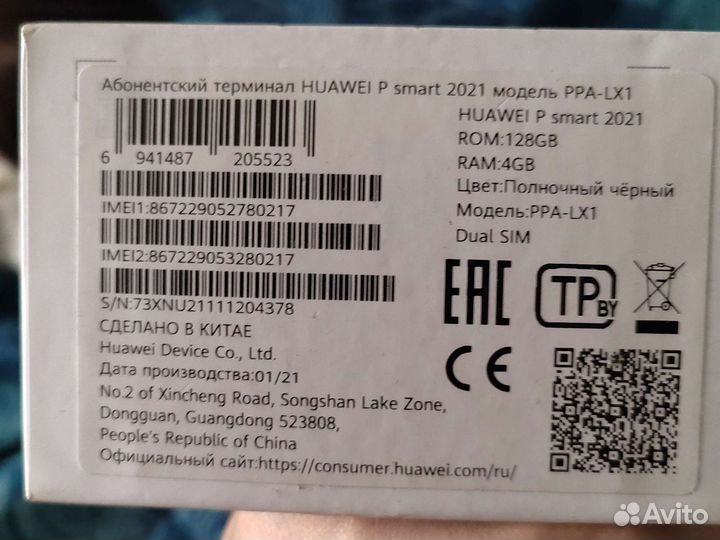 Абонентский терминал HUAWEI P smart 2021 модель PPA-LX1
6 941487 205523
IMEI1:867229052780217
IMEI2:867229053280217
S/N:73XNU21111204378
СДЕЛАНО В КИТАЕ
Huawei Device Co., Ltd.
Дата производства:01/21
No.2 of Xincheng Road, Songshan Lake Zone,
Dongguan, Guangdong 523808,
People's Republic of China
Официальный сайт:https://consumer.huawei.com/ru/
HUAWEI P smart 2021
ROM:128GB
RAM:4GB
Цвет:Полночный чёрный
Модель:PPA-LX1
Dual SIM
EAC
TP BY
CE
Avito